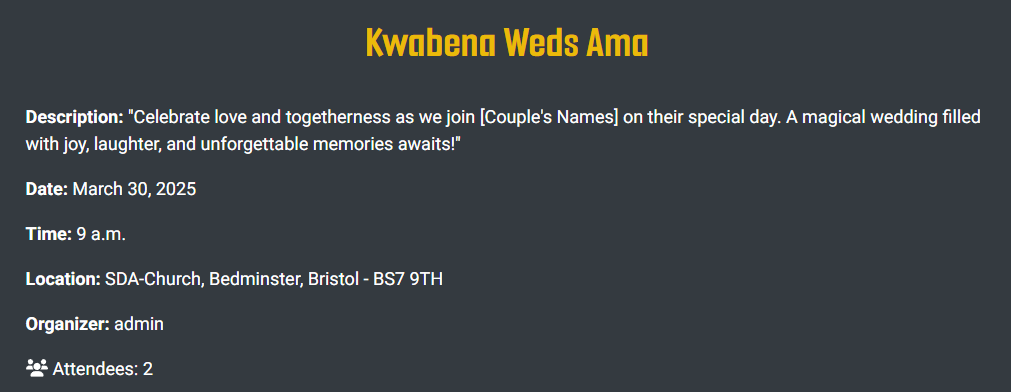 Kwabena Weds Ama
Description: "Celebrate love and togetherness as we join [Couple's Names] on their special day. A magical wedding filled
with joy, laughter, and unforgettable memories awaits!"
Date: March 30, 2025
Time: 9 a.m.
Location: SDA-Church, Bedminster, Bristol - BS7 9TH
Organizer: admin
Attendees: 2